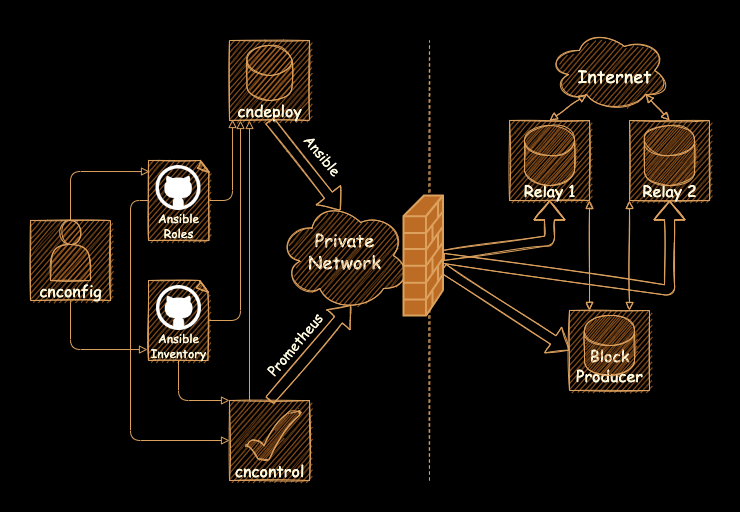 cndeploy
Ansible
Internet
Relay 1
Relay 2
Ansible
Roles
Private
Network
cnconfig
Ansible
Inventory
Prometheus
Block
Producer
cncontrol